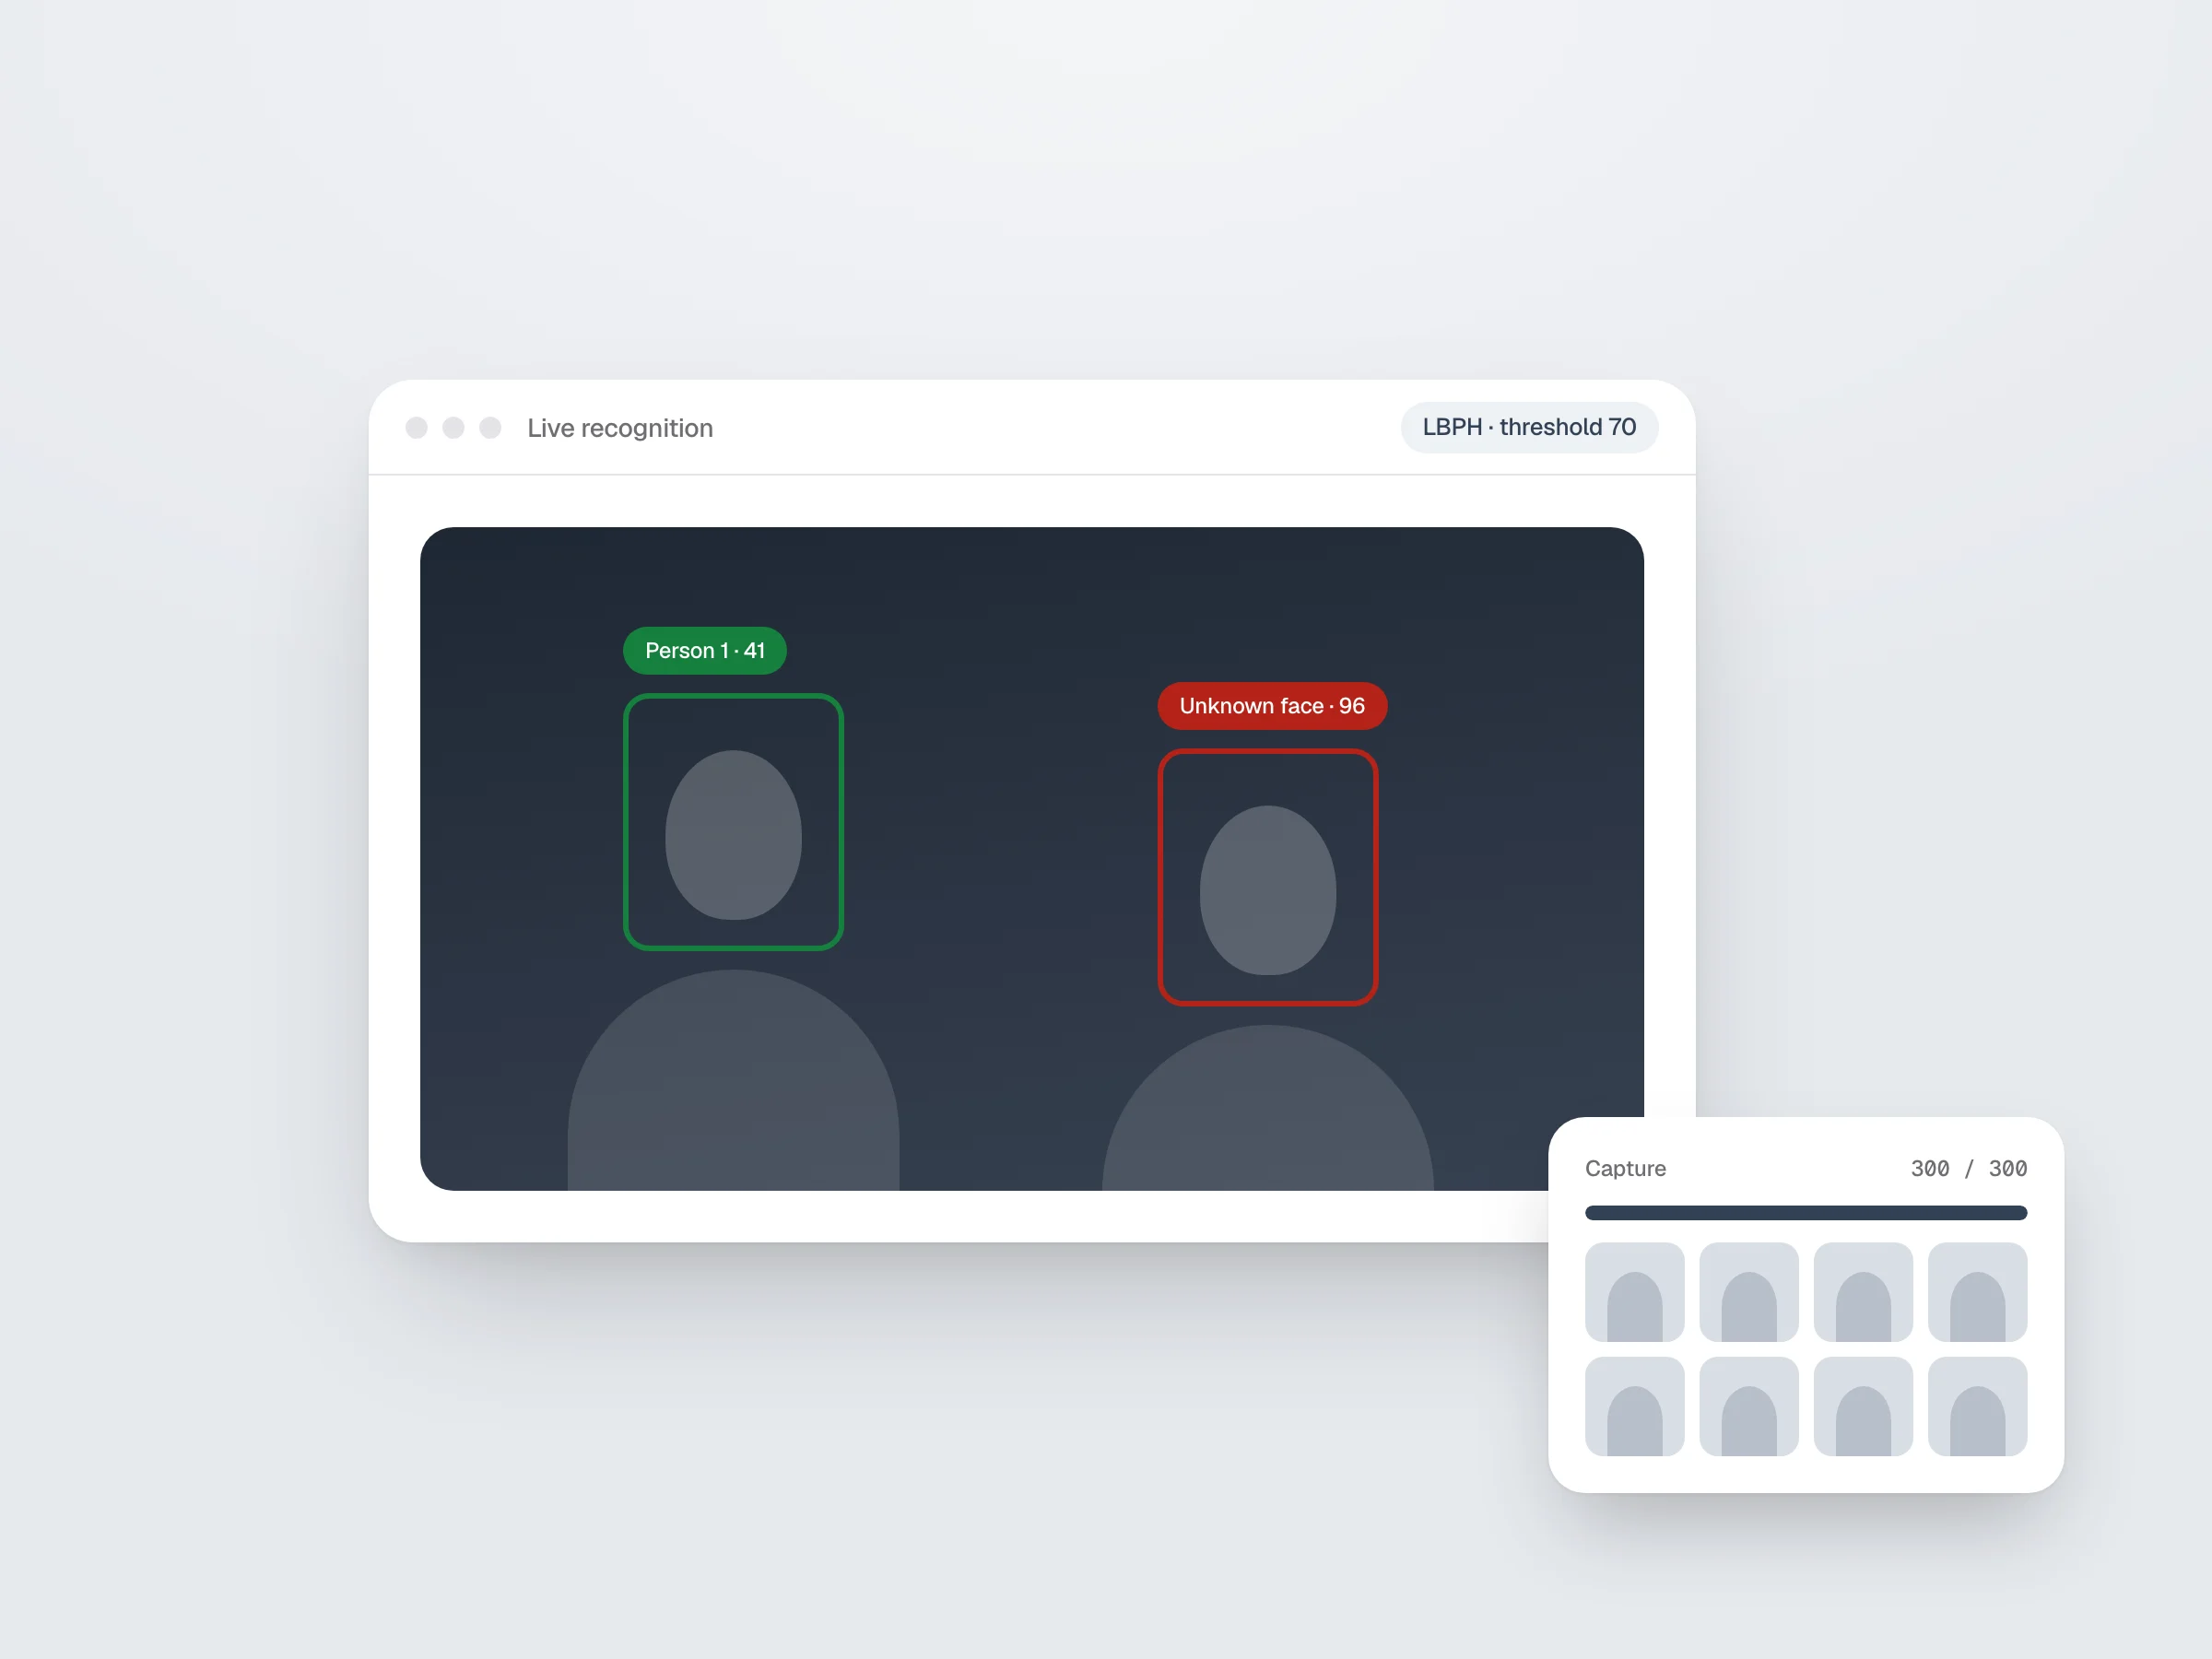 Live recognition
LBPH · threshold 70
Person 1 · 41
Unknown face · 96
Capture
300 / 300